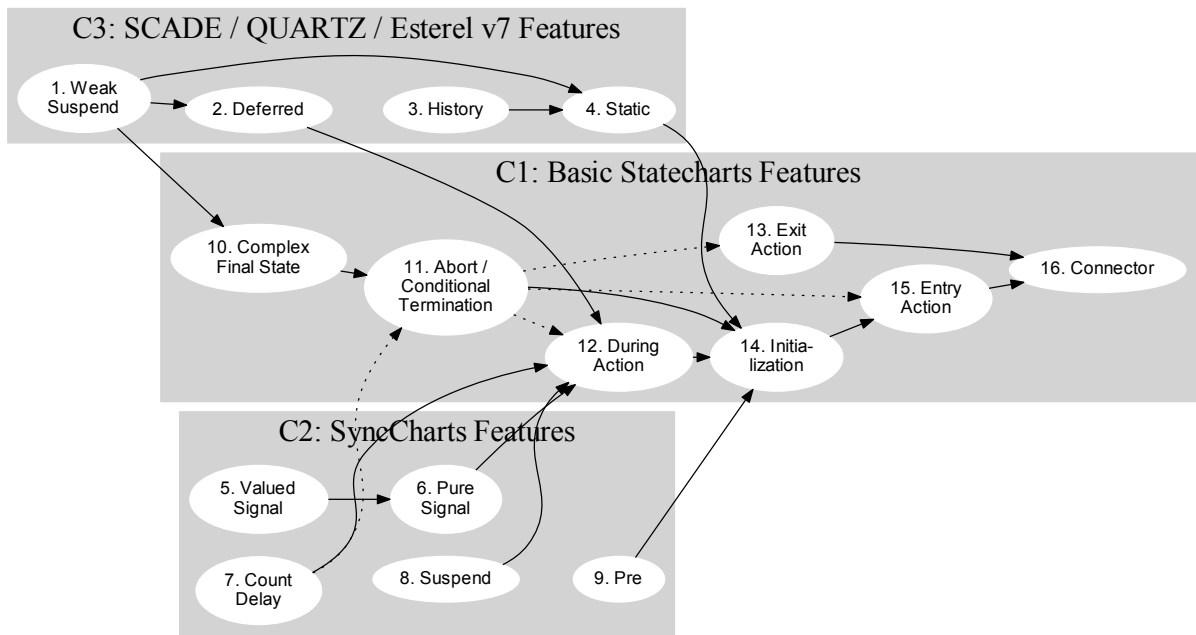 C3: SCADE / QUARTZ / Esterel v7 Features
1. Weak
Suspend
2. Deferred
3. History
4. Static
C1: Basic Statecharts Features
10. Complex
Final State
11. Abort /
Conditional
Termination
12. During
Action
13. Exit
Action
14. Initia-
lization
15. Entry
Action
16. Connector
C2: SyncCharts Features
5. Valued
Signal
6. Pure
Signal
7. Count
Delay
8. Suspend
9. Pre